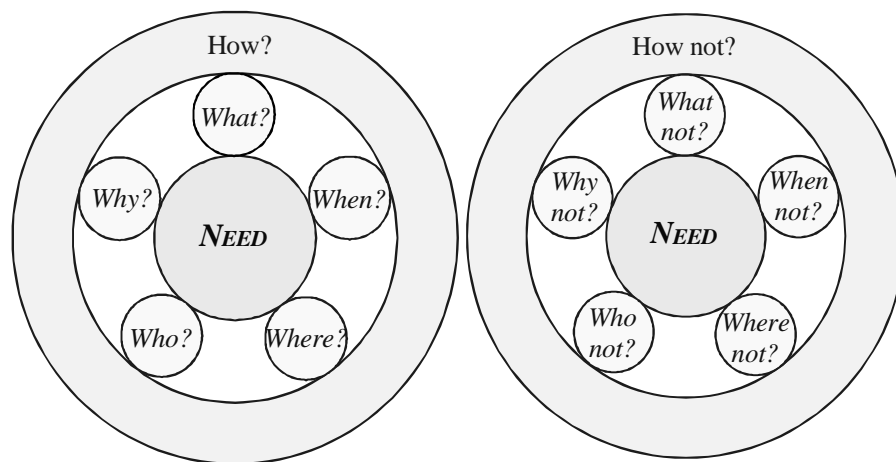 How?
What?
Why?
When?
NEED
Who?
Where?
How not?
What
not?
Why
not?
When
not?
NEED
Who
not?
Where
not?